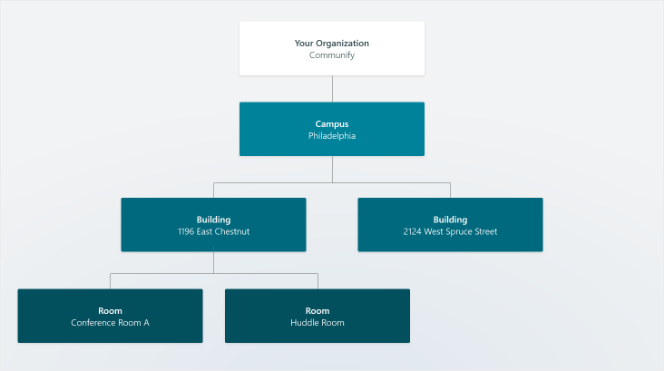 Your Organization
Communify
Campus
Philadelphia
Building
1196 East Chestnut
Building
2124 West Spruce Street
Room
Conference Room A
Room
Huddle Room